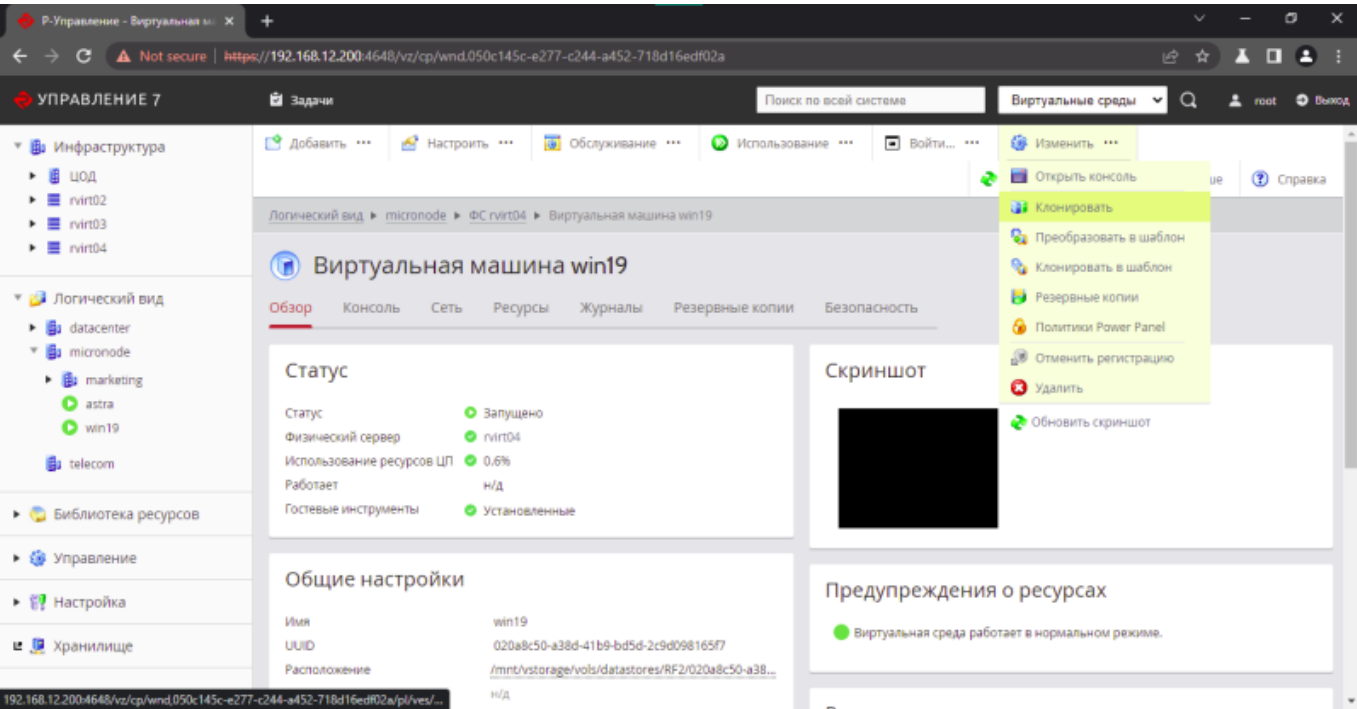 Р-Управление - Виртуальная ма
Not secure | https://192.168.12.200:4648/vz/cp/wnd,050c145c-e277-c244-a452-718d16edf02a
УПРАВЛЕНИЕ 7
Задачи
Поиск по всей системе
Виртуальные среды
root
Выход
Инфраструктура
ЦОД
rvirt02
rvirt03
rvirt04
Логический вид
datacenter
micronode
marketing
astra
win19
telecom
Библиотека ресурсов
Управление
Настройка
Хранилище
192.168.12.200:4648/vz/cp/wnd,050c145c-e277-c244-a452-718d16edf02a/pl/ves/...
Добавить ···
Настроить ···
Обслуживание ···
Использование ···
Войти... ···
Изменить ···
Справка
Открыть консоль
Клонировать
Преобразовать в шаблон
Клонировать в шаблон
Резервные копии
Политики Power Panel
Отменить регистрацию
Удалить
Логический вид ▸ micronode ▸ ФС rvirt04 ▸ Виртуальная машина win19
Виртуальная машина win19
Обзор Консоль Сеть Ресурсы Журналы Резервные копии Безопасность
Статус
Статус Запущено
Физический сервер rvirt04
Использование ресурсов ЦП 0.6%
Работает н/д
Гостевые инструменты Установленные
Скриншот
Обновить скриншот
Общие настройки
Имя win19
UUID 020a8c50-a38d-41b9-bd5d-2c9d098165f7
Расположение /mnt/vstorage/vols/datastores/RF2/020a8c50-a38...
н/д
Предупреждения о ресурсах
Виртуальная среда работает в нормальном режиме.